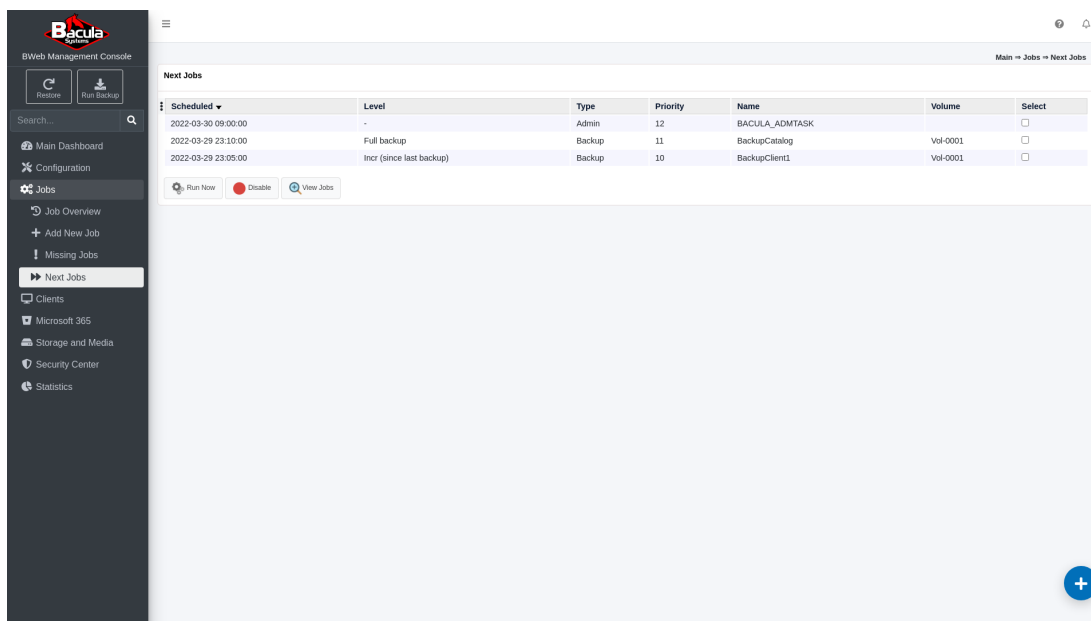 Bacula
Systems
BWeb Management Console
Restore
Run Backup
Search...
Main Dashboard
Configuration
Jobs
Job Overview
Add New Job
Missing Jobs
Next Jobs
Clients
Microsoft 365
Storage and Media
Security Center
Statistics
Main ⇒ Jobs ⇒ Next Jobs
Next Jobs
Scheduled Level Type Priority Name Volume Select
2022-03-30 09:00:00 - Admin 12 BACULA_ADMTASK
2022-03-29 23:10:00 Full backup Backup 11 BackupCatalog Vol-0001
2022-03-29 23:05:00 Incr (since last backup) Backup 10 BackupClient1 Vol-0001
Run Now Disable View Jobs